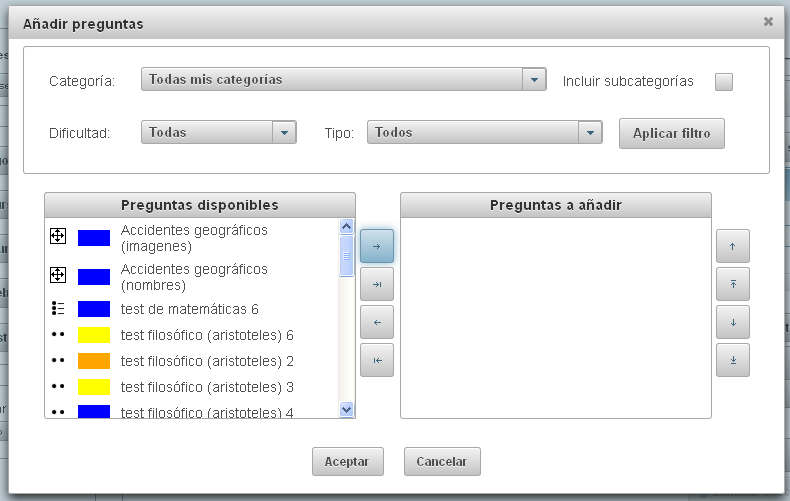 Añadir preguntas
Categoría: Todas mis categorías Incluir subcategorías
Dificultad: Todas Tipo: Todos Aplicar filtro
Preguntas disponibles
Accidentes geográficos
(imagenes)
Accidentes geográficos
(nombres)
test de matemáticas 6
test filosófico (aristoteles) 6
test filosófico (aristoteles) 2
test filosófico (aristoteles) 3
test filosófico (aristoteles) 4
Preguntas a añadir
Aceptar Cancelar